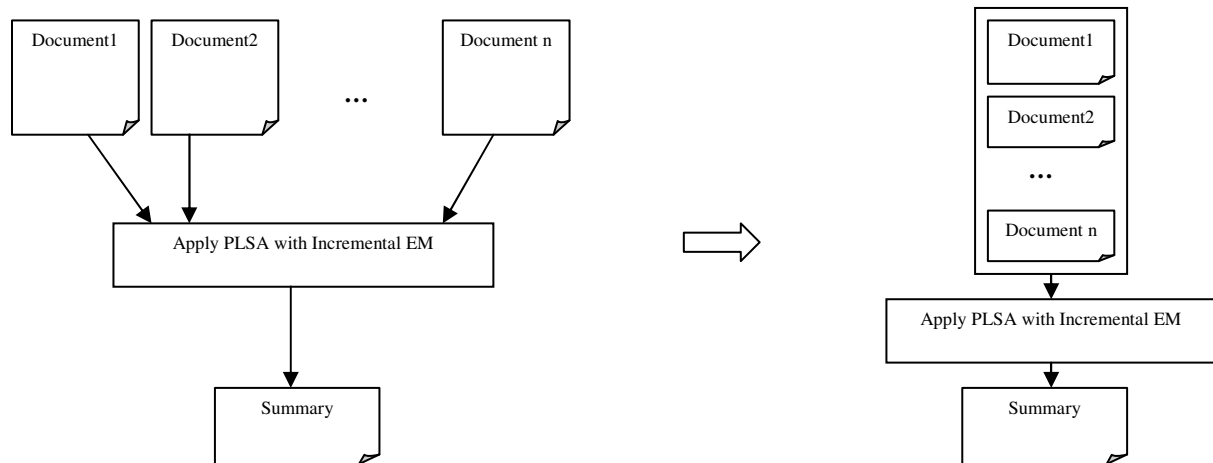 Document1
Document2
...
Document n
Apply PLSA with Incremental EM
Summary
Document1
Document2
...
Document n
Apply PLSA with Incremental EM
Summary